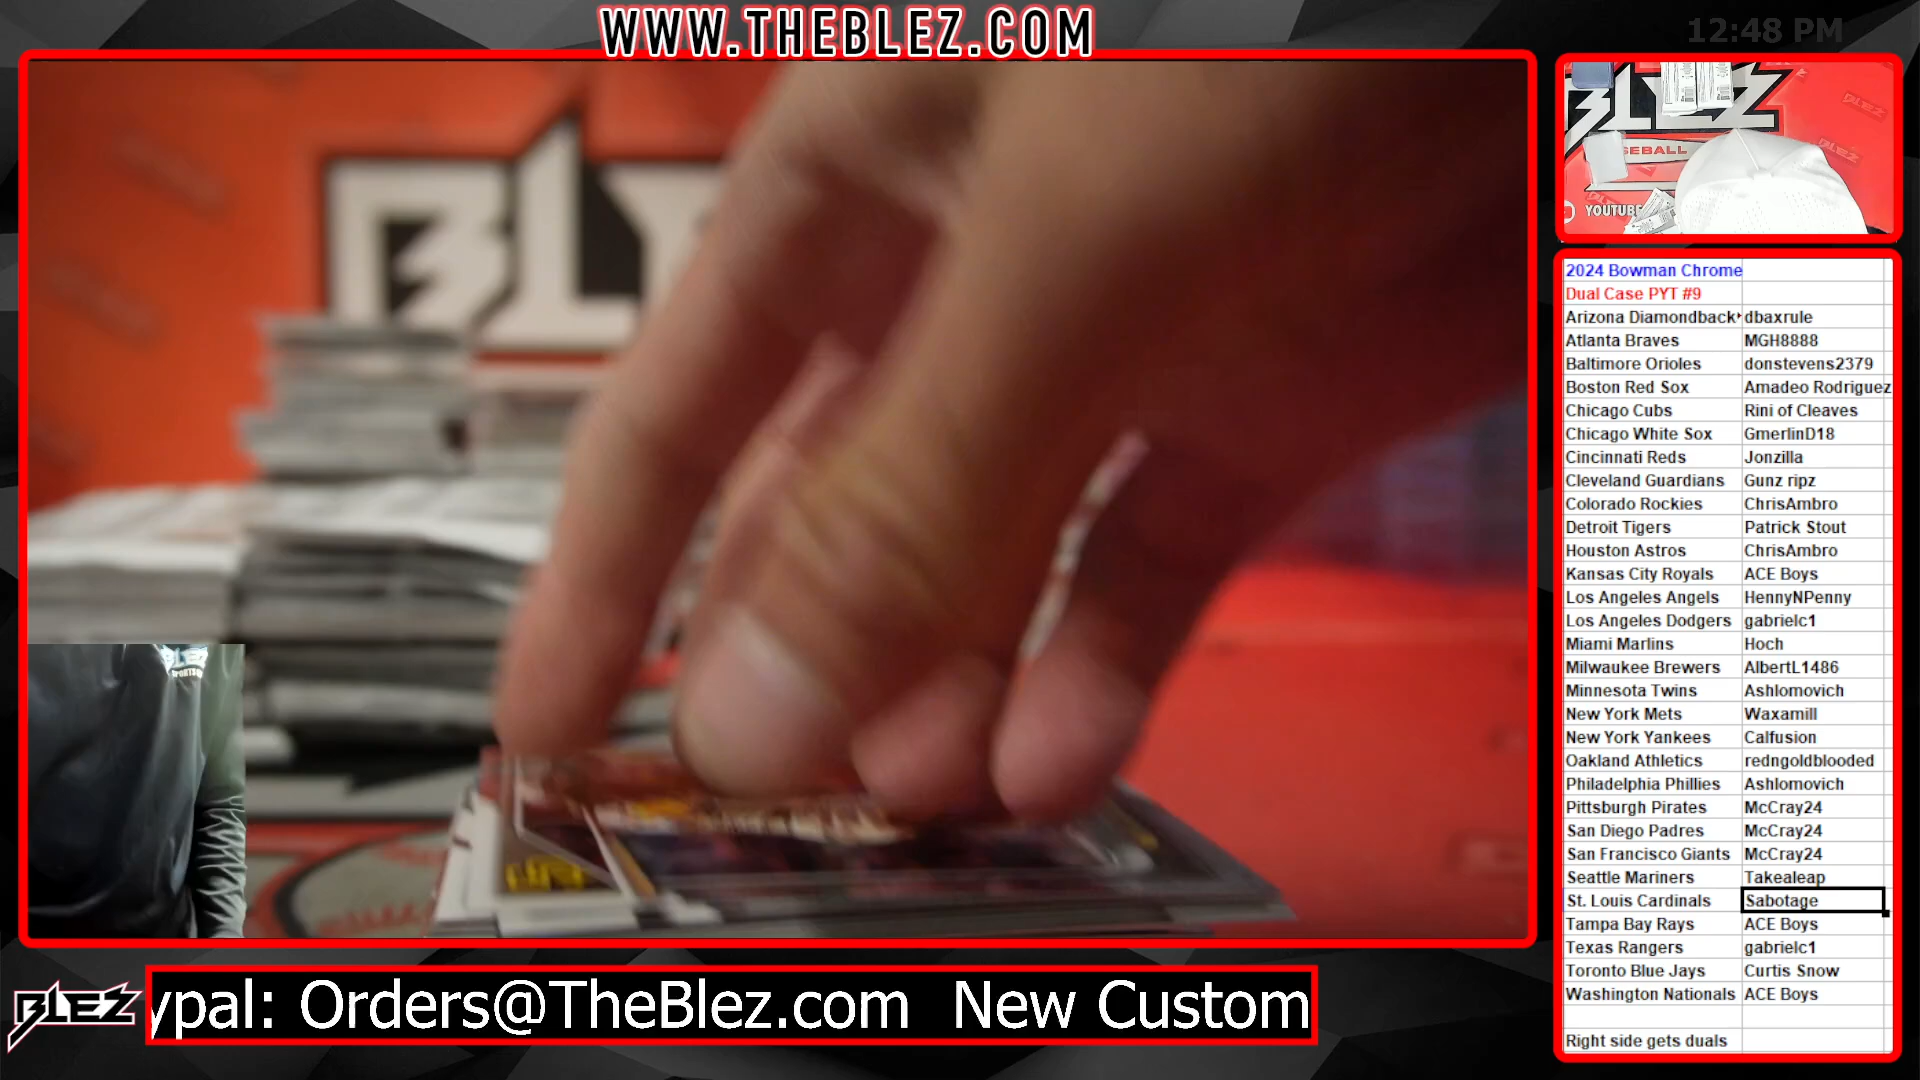 WWW.THEBLEZ.COM
12:48 PM
BLEZ
SEBALL
BLEZ
YOUTUBE
2024 Bowman Chrome
Dual Case PYT #9
Arizona Diamondback dbaxrule
Atlanta Braves MGH8888
Baltimore Orioles donstevens2379
Boston Red Sox Amadeo Rodriguez
Chicago Cubs Rini of Cleaves
Chicago White Sox GmerlinD18
Cincinnati Reds Jonzilla
Cleveland Guardians Gunz ripz
Colorado Rockies ChrisAmbro
Detroit Tigers Patrick Stout
Houston Astros ChrisAmbro
Kansas City Royals ACE Boys
Los Angeles Angels HennyNPenny
Los Angeles Dodgers gabrielc1
Miami Marlins Hoch
Milwaukee Brewers AlbertL1486
Minnesota Twins Ashlomovich
New York Mets Waxamill
New York Yankees Calfusion
Oakland Athletics redngoldblooded
Philadelphia Phillies Ashlomovich
Pittsburgh Pirates McCray24
San Diego Padres McCray24
San Francisco Giants McCray24
Seattle Mariners Takealeap
St. Louis Cardinals Sabotage
Tampa Bay Rays ACE Boys
Texas Rangers gabrielc1
Toronto Blue Jays Curtis Snow
Washington Nationals ACE Boys
Right side gets duals
BLEZ
ypal: Orders@TheBlez.com New Custom